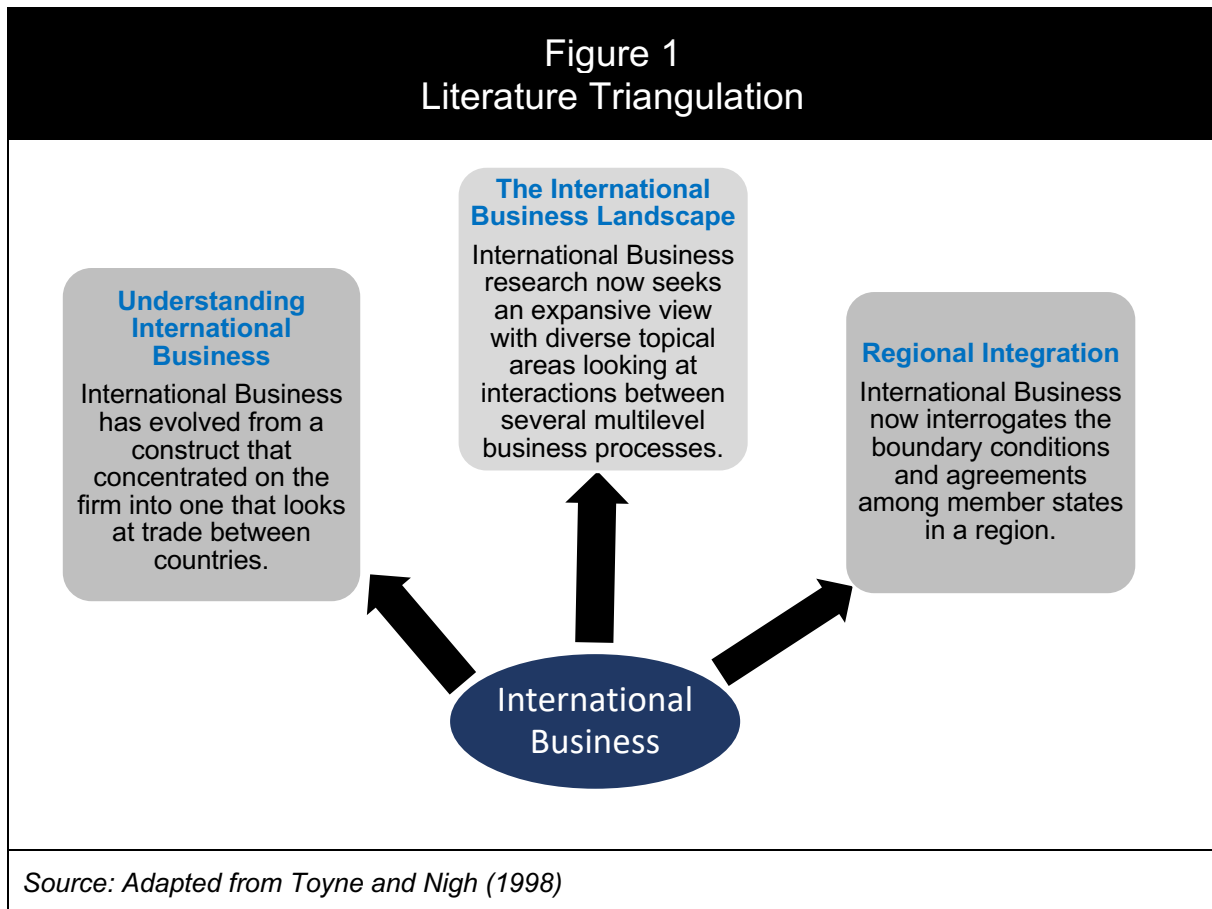 Figure 1
Literature Triangulation
Understanding
International
Business
International Business
has evolved from a
construct that
concentrated on the
firm into one that looks
at trade between
countries.
The International
Business Landscape
International Business
research now seeks
an expansive view
with diverse topical
areas looking at
interactions between
several multilevel
business processes.
Regional Integration
International Business
now interrogates the
boundary conditions
and agreements
among member states
in a region.
International
Business
Source: Adapted from Toyne and Nigh (1998)